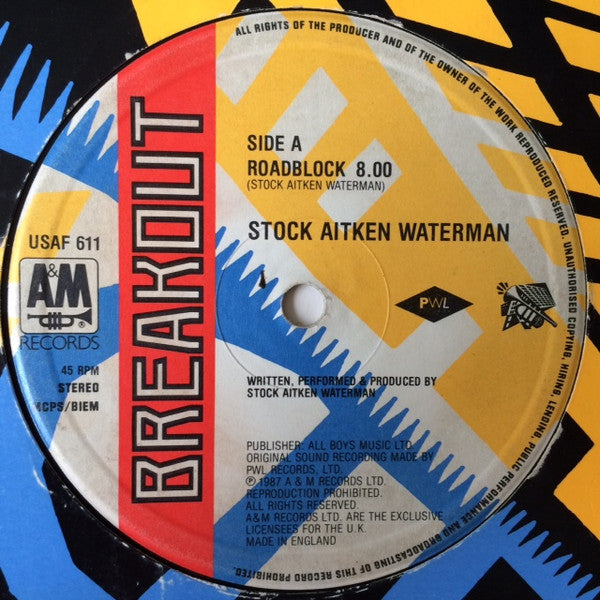 ALL RIGHTS OF THE PRODUCER AND OF THE OWNER OF THE WORK REPRODUCED RESERVED. UNAUTHORISED COPYING, HIRING, LENDING, PUBLIC PERFORMANCE AND BROADCASTING OF THIS RECORD PROHIBITED.
BREAKOUT
SIDE A
ROADBLOCK 8.00
(STOCK AITKEN WATERMAN)
STOCK AITKEN WATERMAN
USAF 611
A&M
®
RECORDS
45 RPM
STEREO
MCPS/BIEM
PWL
WRITTEN, PERFORMED & PRODUCED BY
STOCK AITKEN WATERMAN
PUBLISHER: ALL BOYS MUSIC LTD.
ORIGINAL SOUND RECORDING MADE BY
PWL RECORDS, LTD.
℗ 1987 A & M RECORDS LTD.
REPRODUCTION PROHIBITED.
ALL RIGHTS RESERVED.
A&M RECORDS LTD. ARE THE EXCLUSIVE
LICENSEES FOR THE U.K.
MADE IN ENGLAND